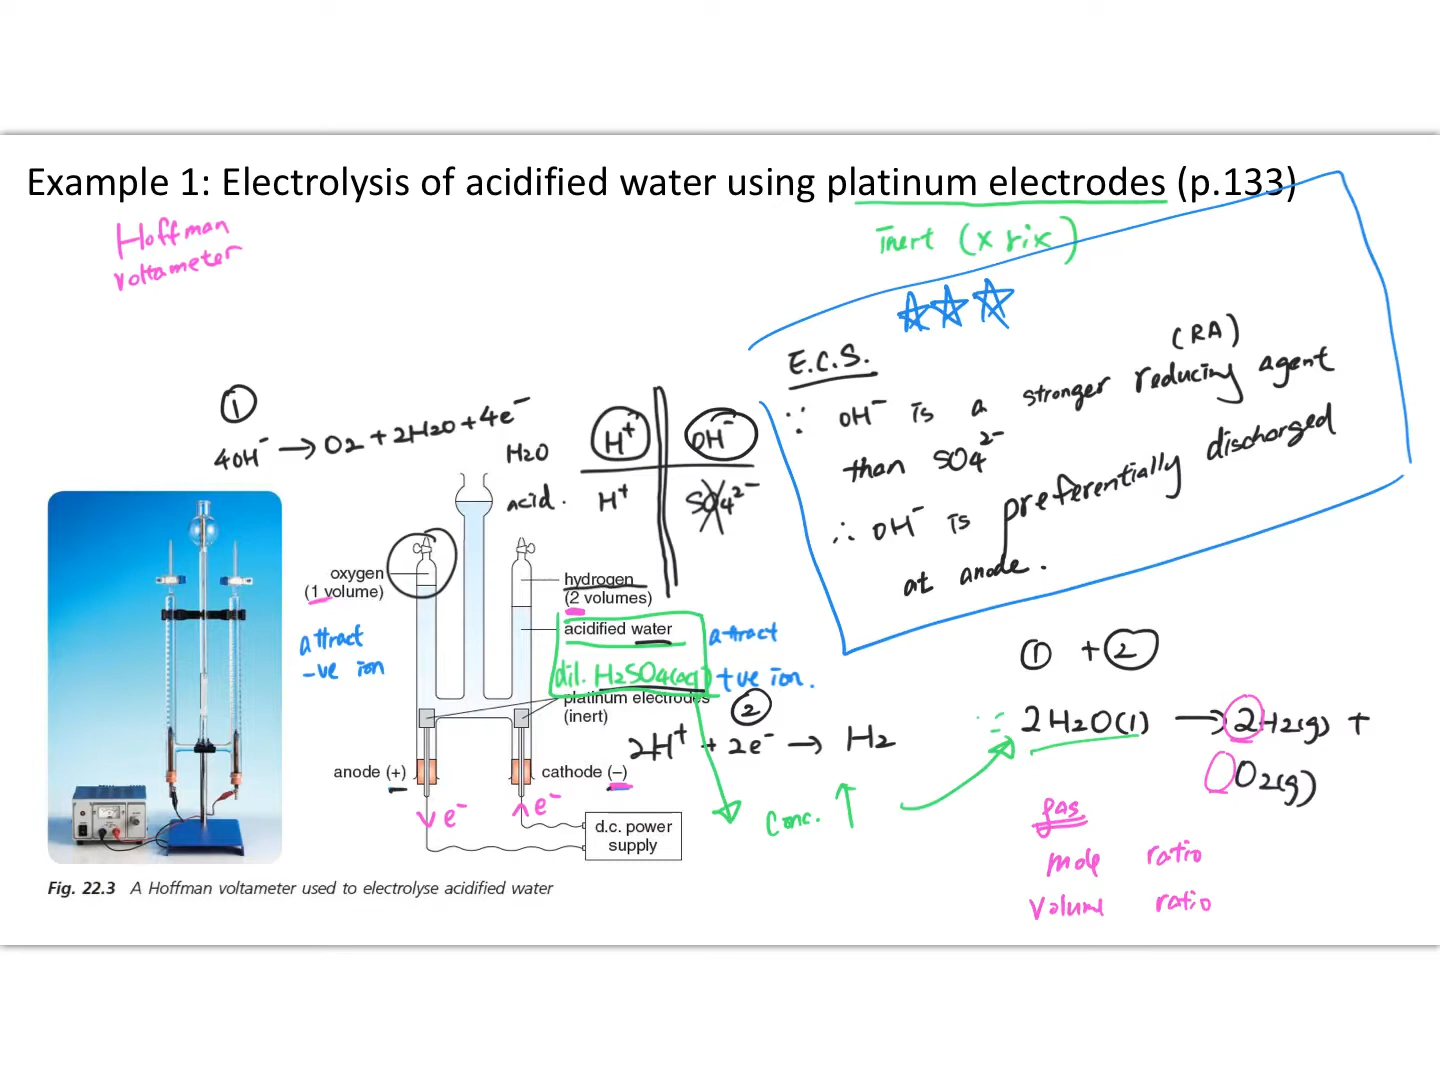 Example 1: Electrolysis of acidified water using platinum electrodes (p.133)
Hoffman
voltameter
inert (x rix)
E.C.S.
(RA)
∵ OH⁻ is a stronger reducing agent
than SO4²⁻
∴ OH⁻ is preferentially discharged
at anode.
①
4OH⁻ → O2 + 2H2O + 4e⁻
H2O H⁺ OH⁻
acid. H⁺ SO4²⁻
oxygen
(1 volume)
attract
-ve ion
hydrogen
(2 volumes)
acidified water
dil. H2SO4(aq)
attract
+ve ion.
platinum electrodes
(inert)
②
2H⁺ + 2e⁻ → H2
anode (+)
cathode (–)
e⁻
e⁻
d.c. power
supply
conc. ↑
① + ②
∴ 2H2O(l) → 2H2(g) +
O2(g)
gas
mole ratio
volume ratio
Fig. 22.3 A Hoffman voltameter used to electrolyse acidified water